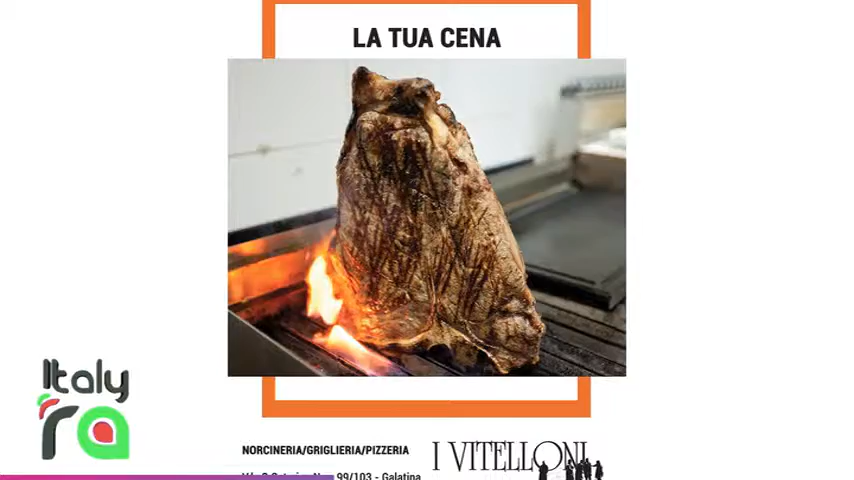 LA TUA CENA
Italy
ra
NORCINERIA/GRIGLIERIA/PIZZERIA
I VITELLONI
99/103 - Galatina